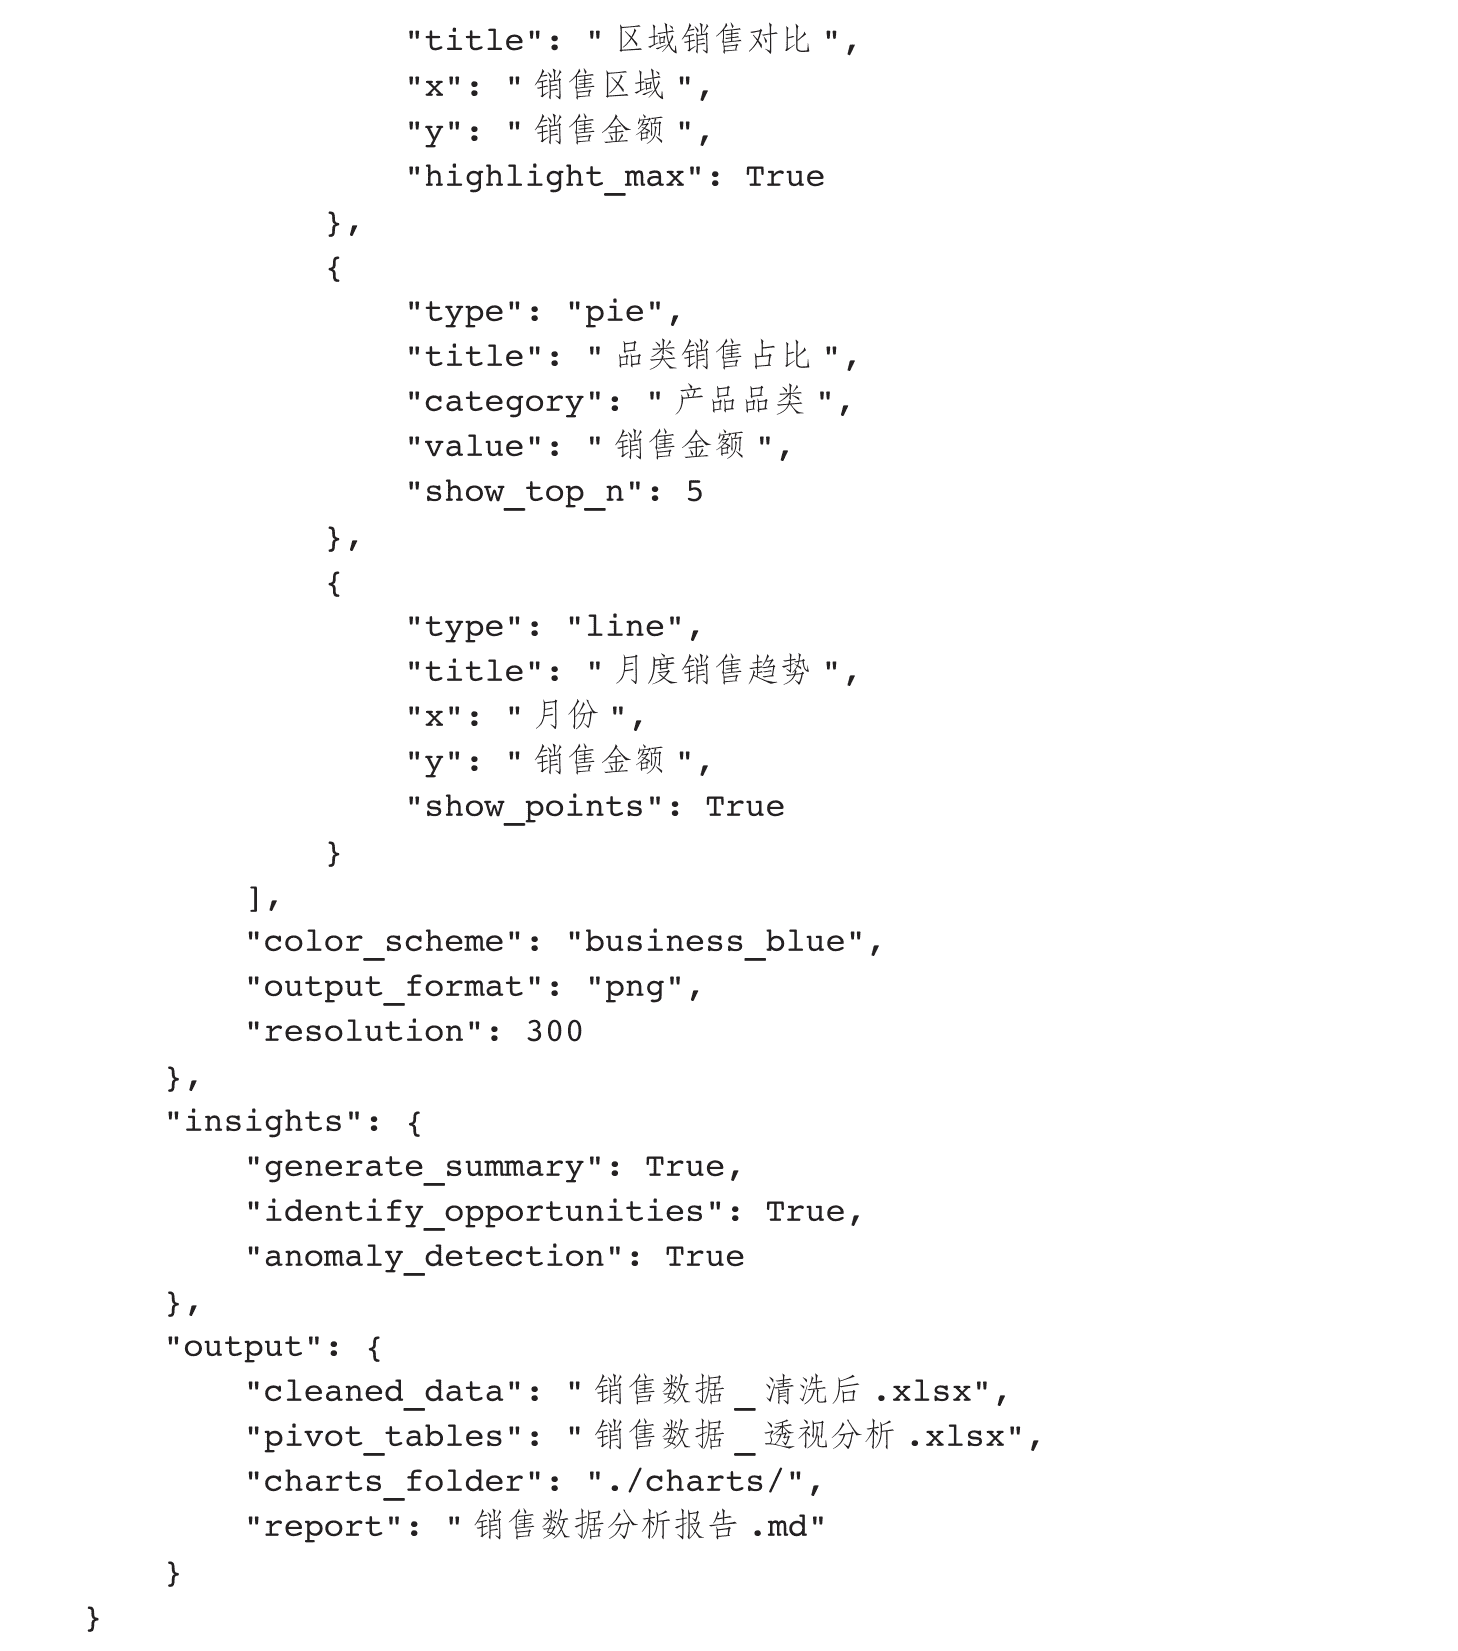 "title": "区域销售对比",
"x": "销售区域",
"y": "销售金额",
"highlight_max": True
},
{
"type": "pie",
"title": "品类销售占比",
"category": "产品品类",
"value": "销售金额",
"show_top_n": 5
},
{
"type": "line",
"title": "月度销售趋势",
"x": "月份",
"y": "销售金额",
"show_points": True
}
],
"color_scheme": "business_blue",
"output_format": "png",
"resolution": 300
},
"insights": {
"generate_summary": True,
"identify_opportunities": True,
"anomaly_detection": True
},
"output": {
"cleaned_data": "销售数据_清洗后.xlsx",
"pivot_tables": "销售数据_透视分析.xlsx",
"charts_folder": "./charts/",
"report": "销售数据分析报告.md"
}
}